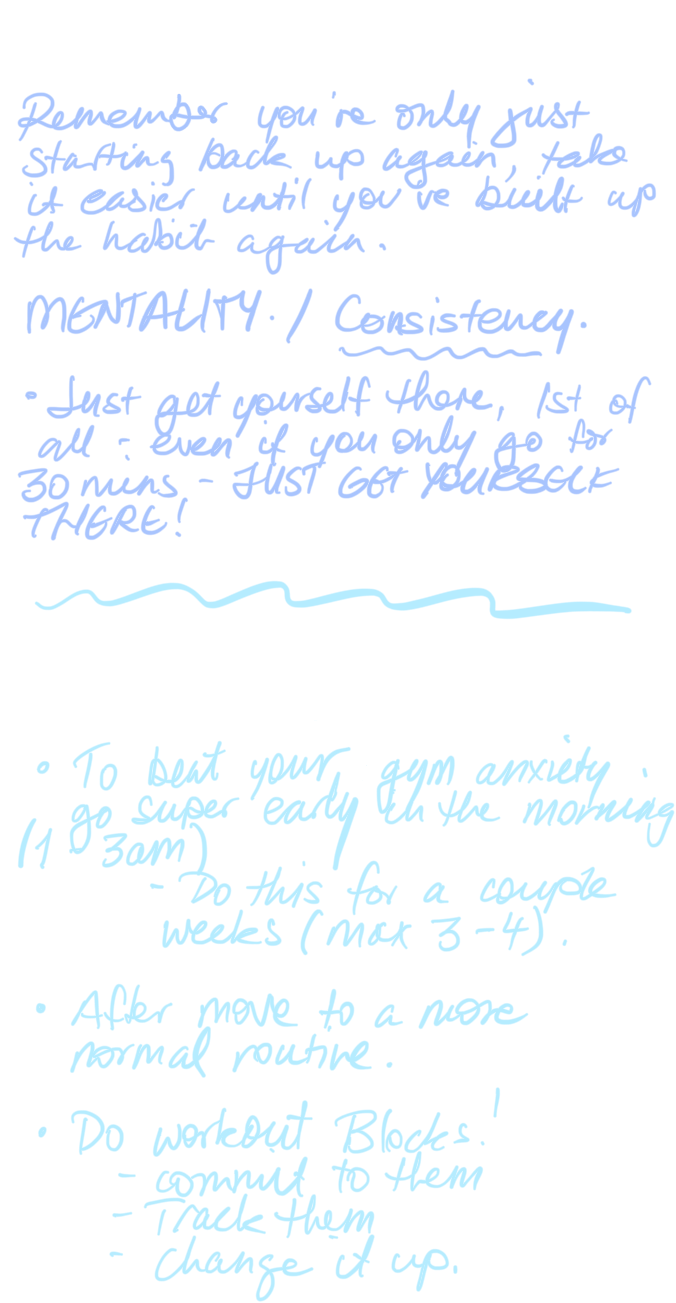 Remember you're only just
starting back up again, take
it easier until you've built up
the habit again.
MENTALITY. / Consistency.
• Just get yourself there, 1st of
all : even if you only go for
30 mins - JUST GET YOURSELF
THERE!
• To beat your gym anxiety,
go super early in the morning
(1 - 3am)
- Do this for a couple
weeks (max 3-4).
• After move to a more
normal routine.
• Do workout Blocks!
- commit to them
- Track them
- change it up.